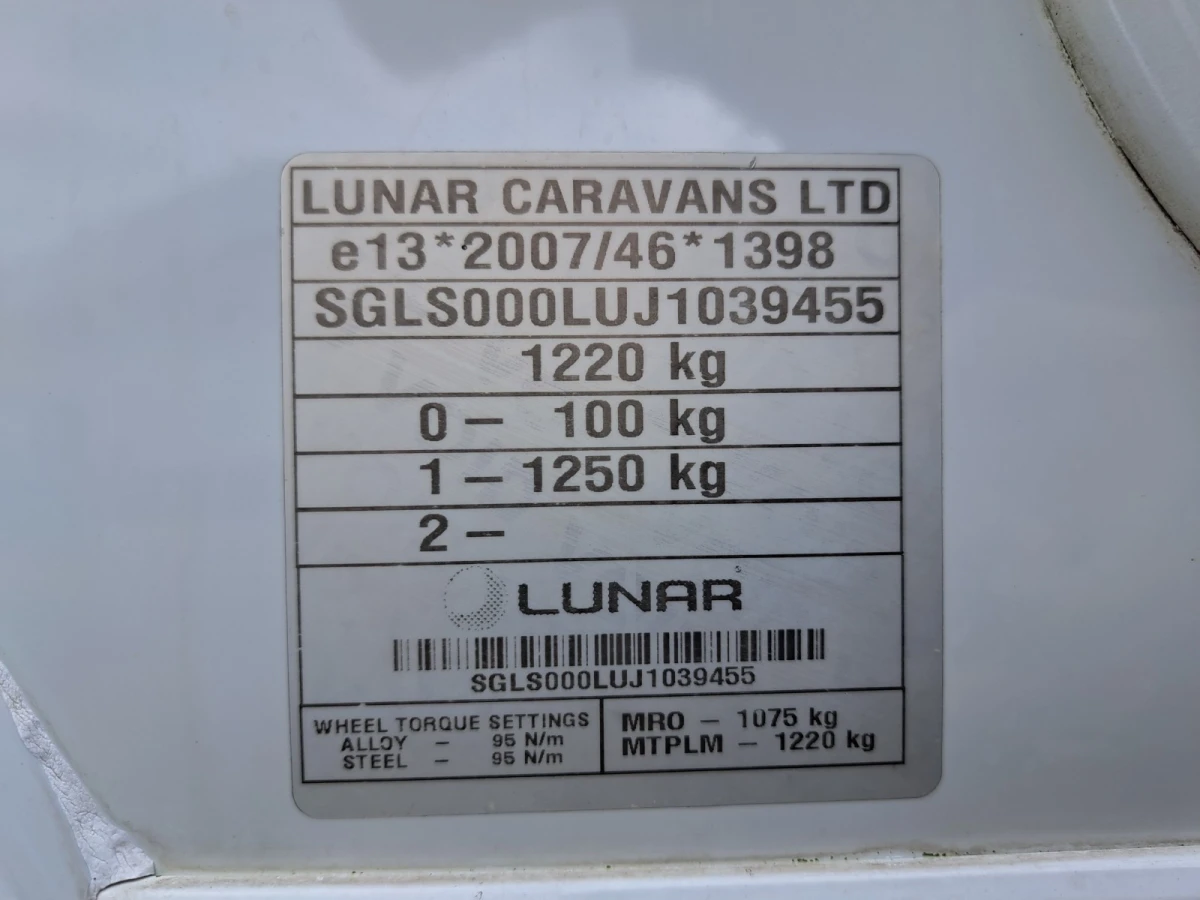 LUNAR CARAVANS LTD
e13*2007/46*1398
SGLS000LUJ1039455
1220 kg
0 – 100 kg
1 – 1250 kg
2 –
LUNAR
SGLS000LUJ1039455
WHEEL TORQUE SETTINGS
ALLOY – 95 N/m
STEEL – 95 N/m
MRO – 1075 kg
MTPLM – 1220 kg